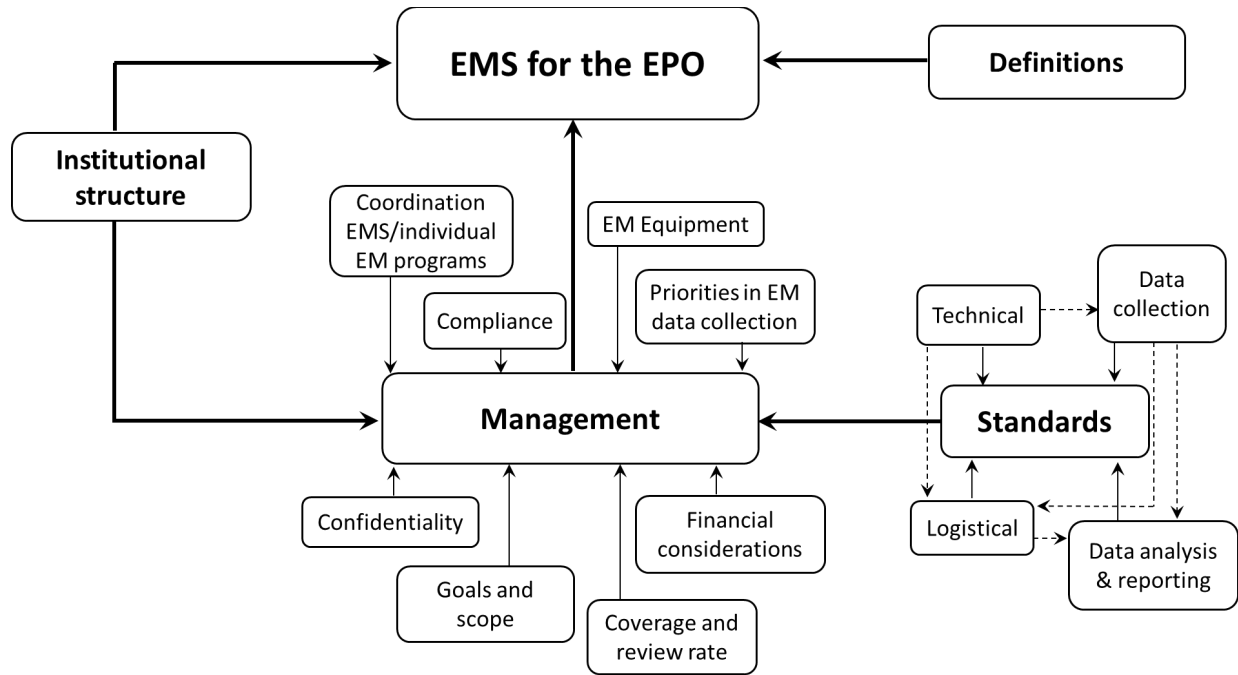 EMS for the EPO
Definitions
Institutional
structure
Coordination
EMS/individual
EM programs
EM Equipment
Compliance
Priorities in EM
data collection
Technical
Data
collection
Management
Standards
Confidentiality
Goals and
scope
Coverage and
review rate
Financial
considerations
Logistical
Data analysis
& reporting